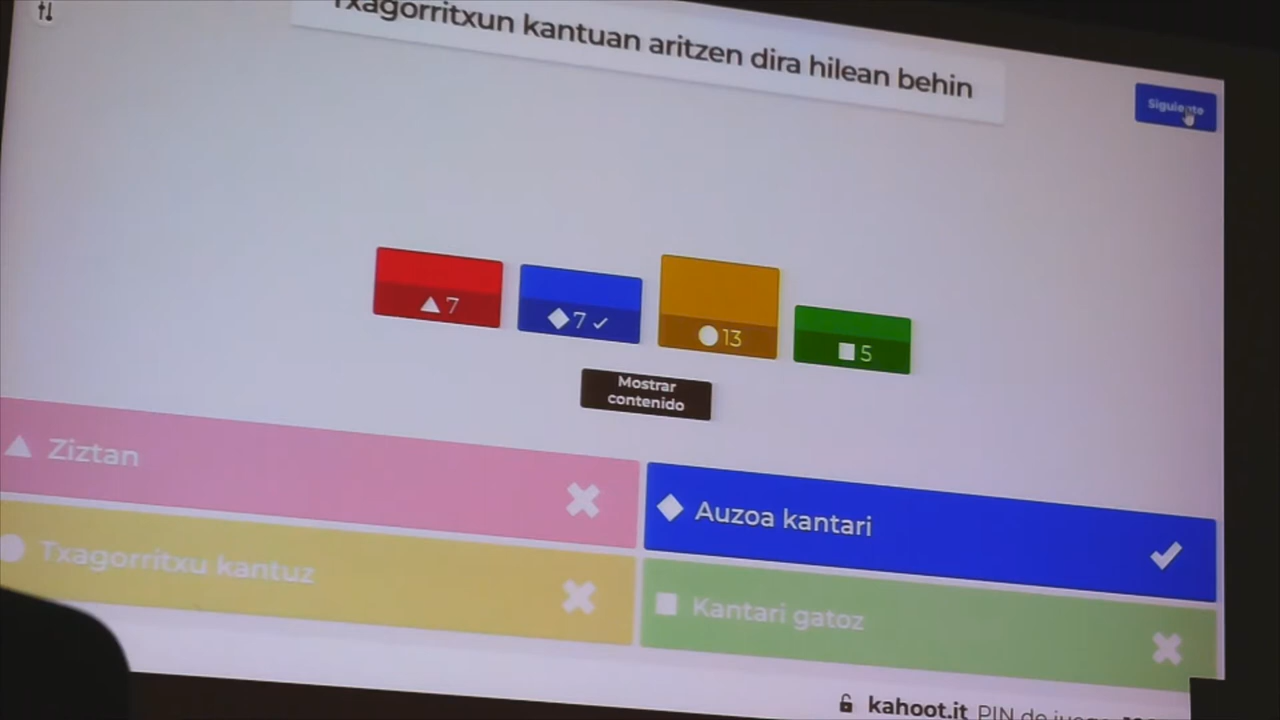 Txagorritxun kantuan aritzen dira hilean behin
Siguiente
7
7
13
5
Mostrar
contenido
Ziztan
Auzoa kantari
Txagorritxu kantuz
Kantari gatoz
kahoot.it PIN de